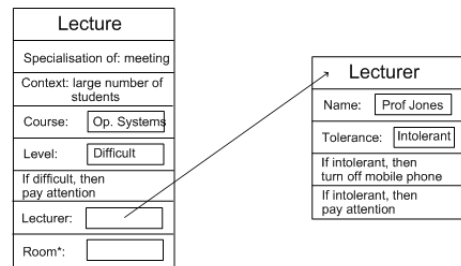 Lecture
Specialisation of: meeting
Context: large number of
students
Course: Op. Systems
Level: Difficult
If difficult, then
pay attention
Lecturer:
Room*:
Lecturer
Name: Prof Jones
Tolerance: Intolerant
If intolerant, then
turn off mobile phone
If intolerant, then
pay attention